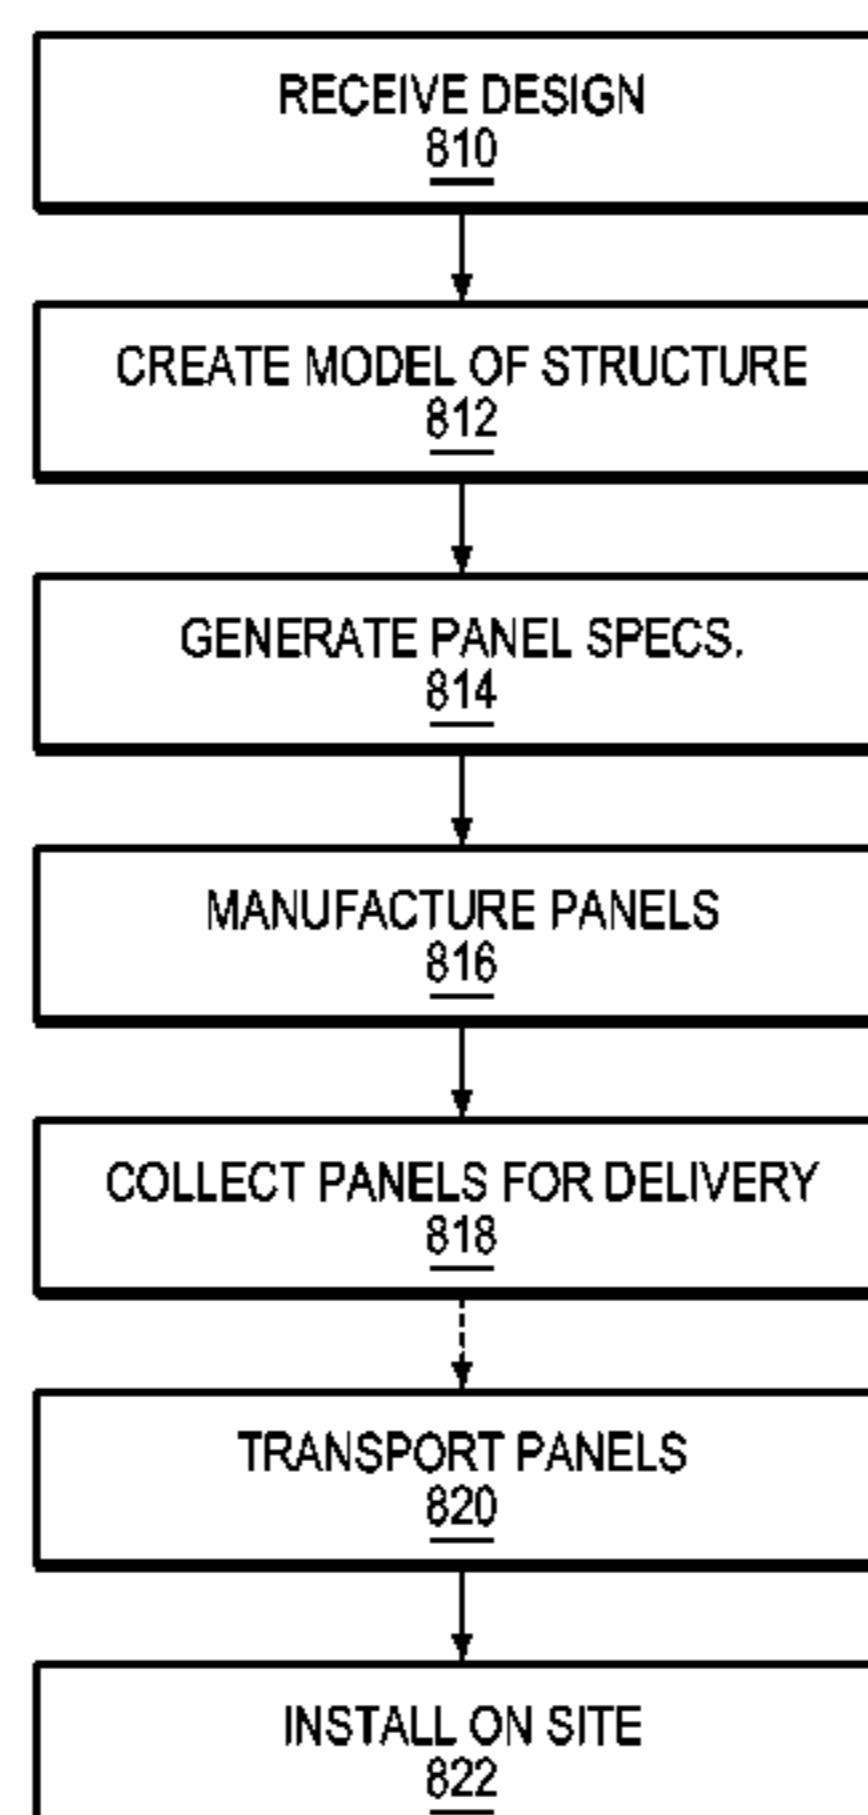 RECEIVE DESIGN
810
CREATE MODEL OF STRUCTURE
812
GENERATE PANEL SPECS.
814
MANUFACTURE PANELS
816
COLLECT PANELS FOR DELIVERY
818
TRANSPORT PANELS
820
INSTALL ON SITE
822